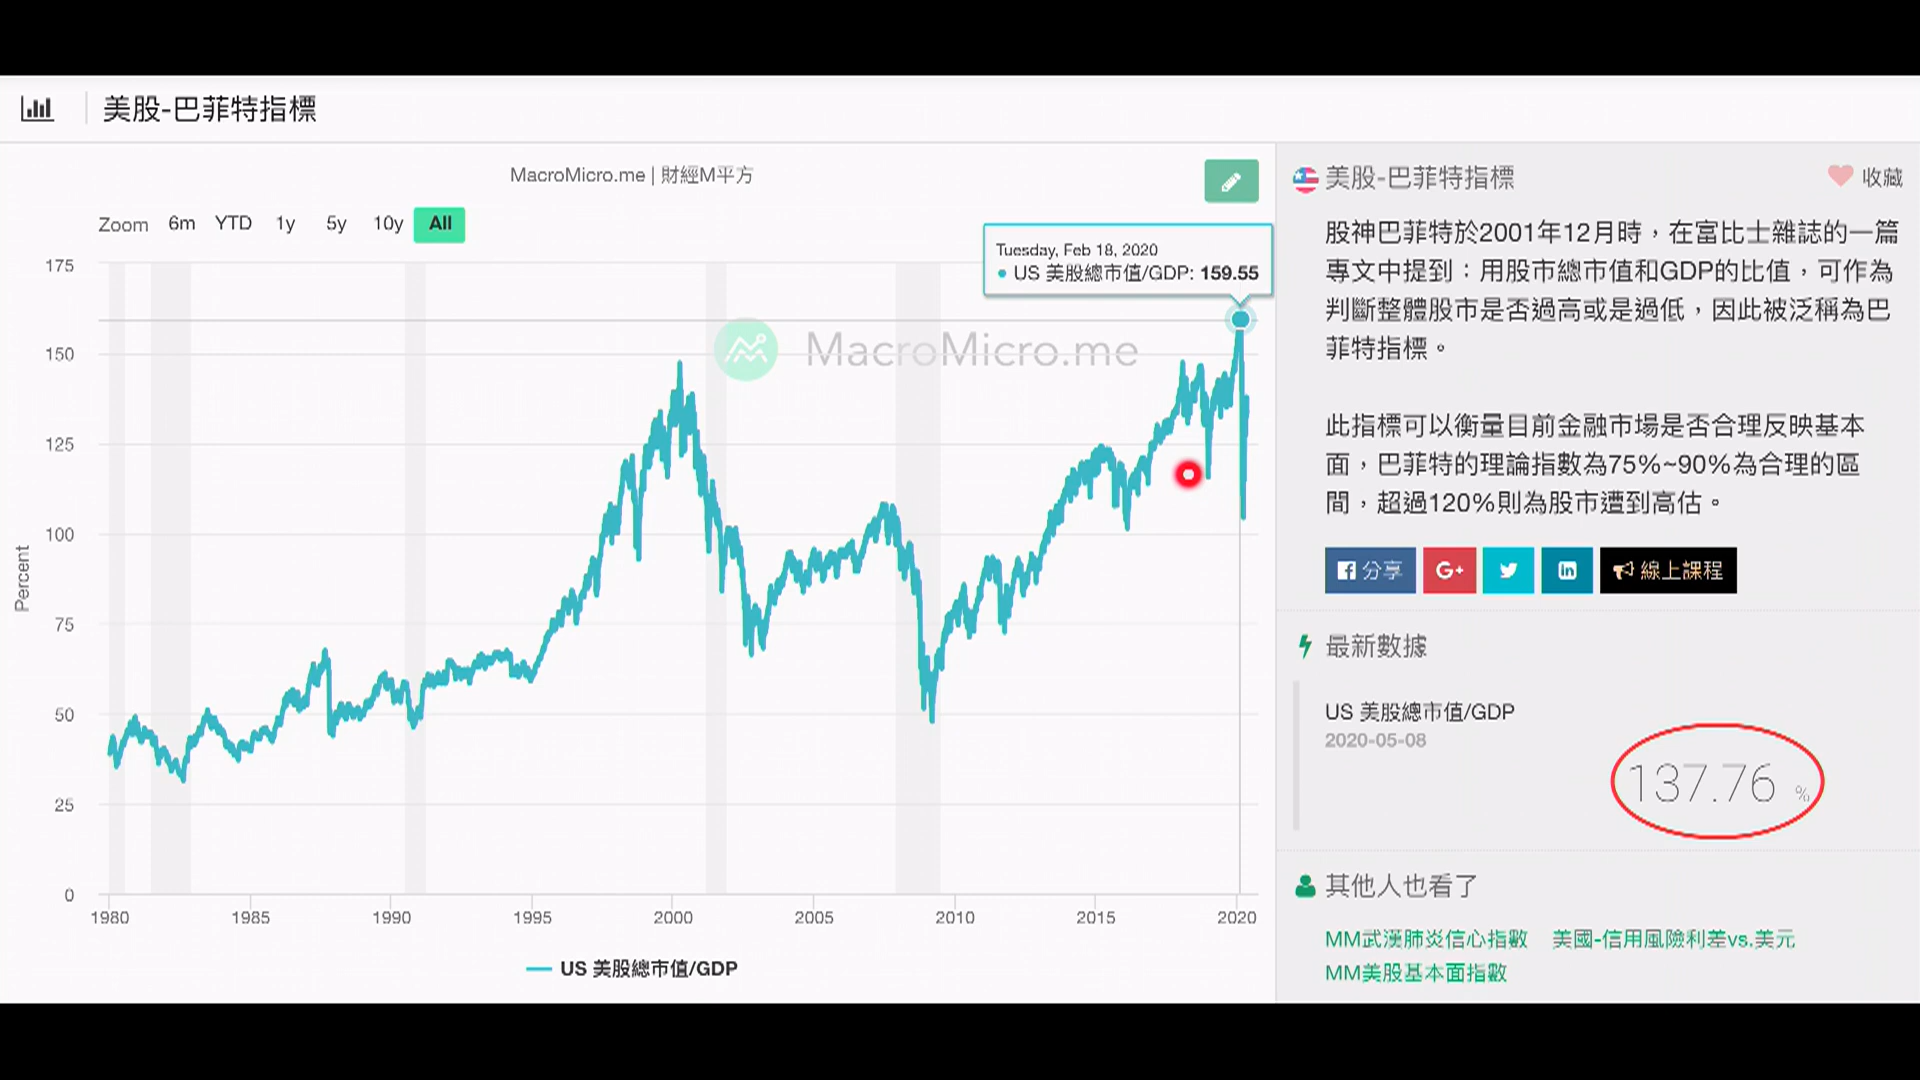 美股-巴菲特指標
MacroMicro.me | 財經M平方
Zoom 6m YTD 1y 5y 10y All
Tuesday, Feb 18, 2020
US 美股總市值/GDP: 159.55
MacroMicro.me
175
150
125
100
75
50
25
0
Percent
1980 1985 1990 1995 2000 2005 2010 2015 2020
US 美股總市值/GDP
美股-巴菲特指標
收藏
股神巴菲特於2001年12月時，在富比士雜誌的一篇
專文中提到：用股市總市值和GDP的比值，可作為
判斷整體股市是否過高或是過低，因此被泛稱為巴
菲特指標。
此指標可以衡量目前金融市場是否合理反映基本
面，巴菲特的理論指數為75%~90%為合理的區
間，超過120%則為股市遭到高估。
分享 G+ 線上課程
最新數據
US 美股總市值/GDP
2020-05-08
137.76 %
其他人也看了
MM武漢肺炎信心指數 美國-信用風險利差vs.美元
MM美股基本面指數